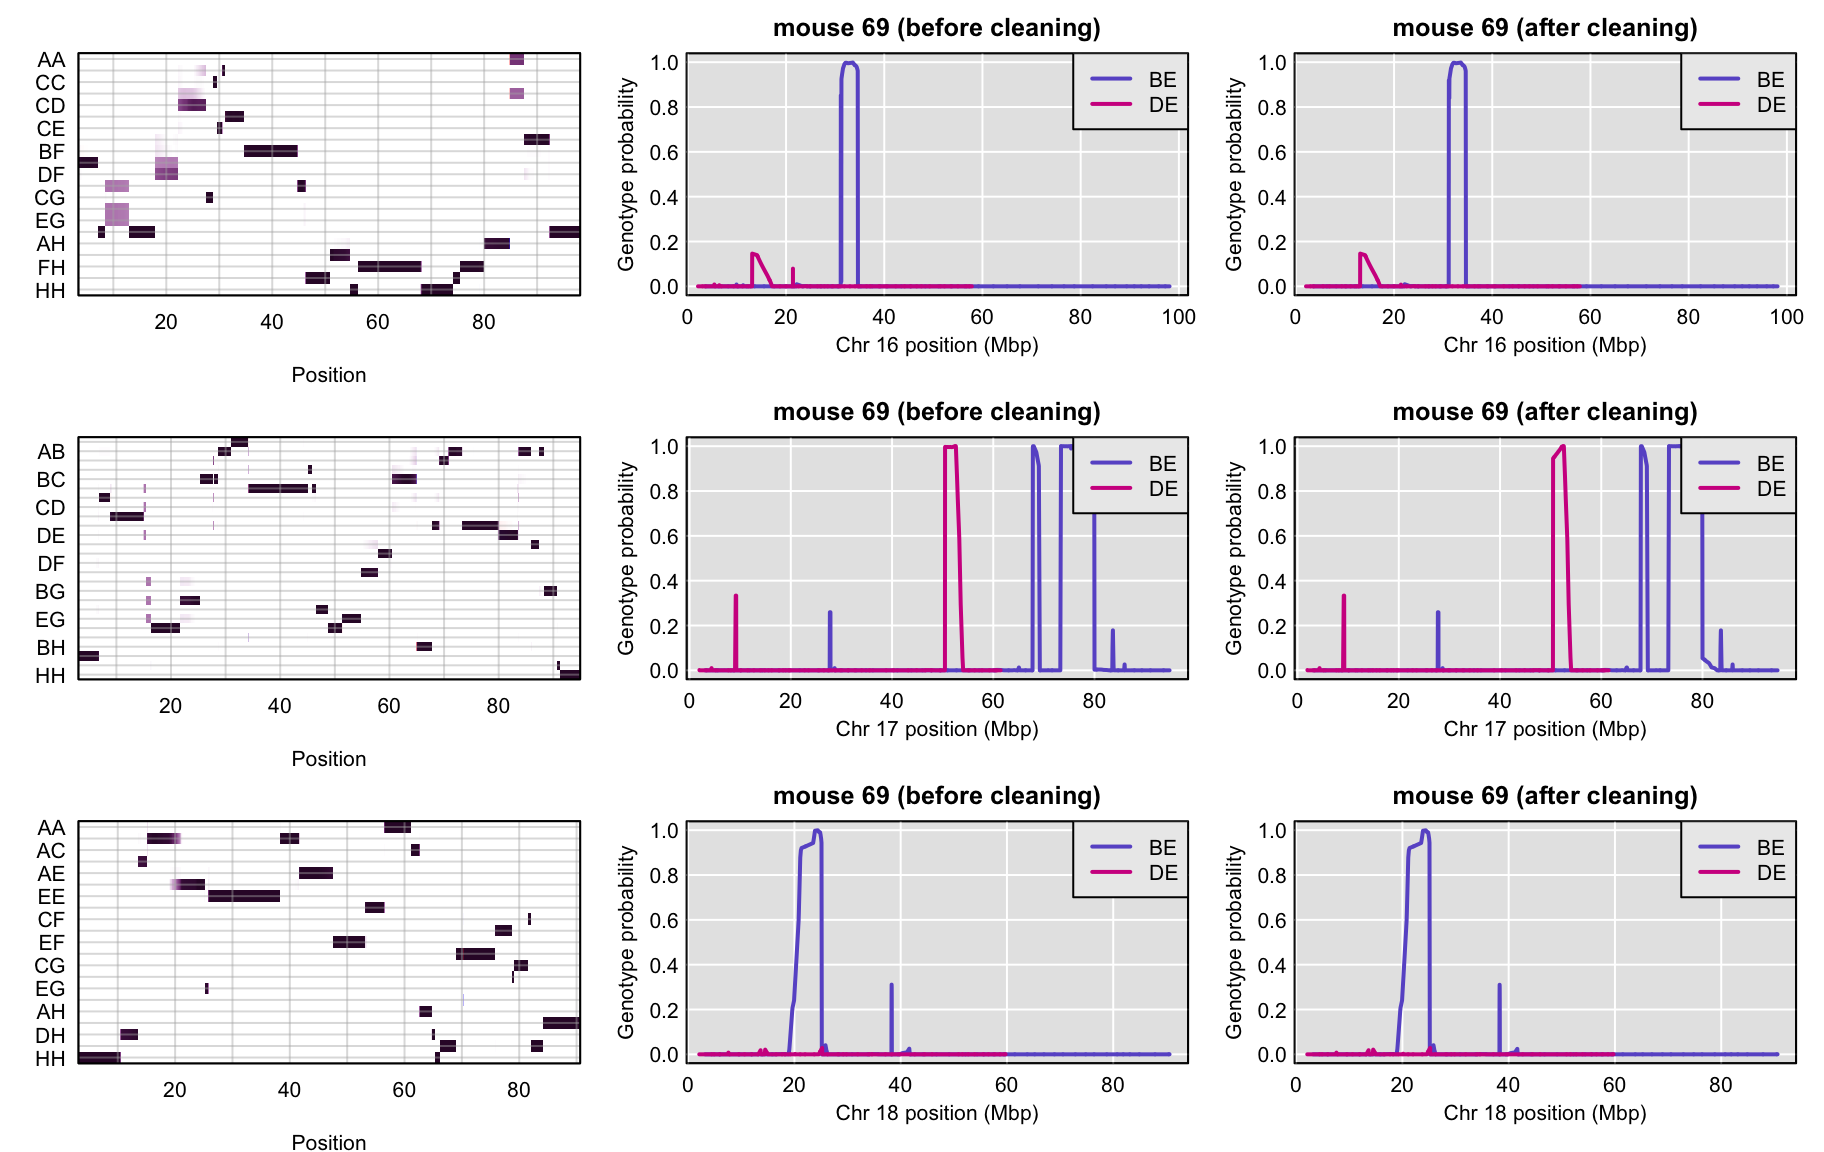 AA
CC
CD
CE
BF
DF
CG
EG
AH
FH
HH
20 40 60 80
Position
mouse 69 (before cleaning)
Genotype probability
1.0
0.8
0.6
0.4
0.2
0.0
BE
DE
0 20 40 60 80 100
Chr 16 position (Mbp)
mouse 69 (after cleaning)
Genotype probability
1.0
0.8
0.6
0.4
0.2
0.0
BE
DE
0 20 40 60 80 100
Chr 16 position (Mbp)
AB
BC
CD
DE
DF
BG
EG
BH
HH
20 40 60 80
Position
mouse 69 (before cleaning)
Genotype probability
1.0
0.8
0.6
0.4
0.2
0.0
BE
DE
0 20 40 60 80
Chr 17 position (Mbp)
mouse 69 (after cleaning)
Genotype probability
1.0
0.8
0.6
0.4
0.2
0.0
BE
DE
0 20 40 60 80
Chr 17 position (Mbp)
AA
AC
AE
EE
CF
EF
CG
EG
AH
DH
HH
20 40 60 80
Position
mouse 69 (before cleaning)
Genotype probability
1.0
0.8
0.6
0.4
0.2
0.0
BE
DE
0 20 40 60 80
Chr 18 position (Mbp)
mouse 69 (after cleaning)
Genotype probability
1.0
0.8
0.6
0.4
0.2
0.0
BE
DE
0 20 40 60 80
Chr 18 position (Mbp)